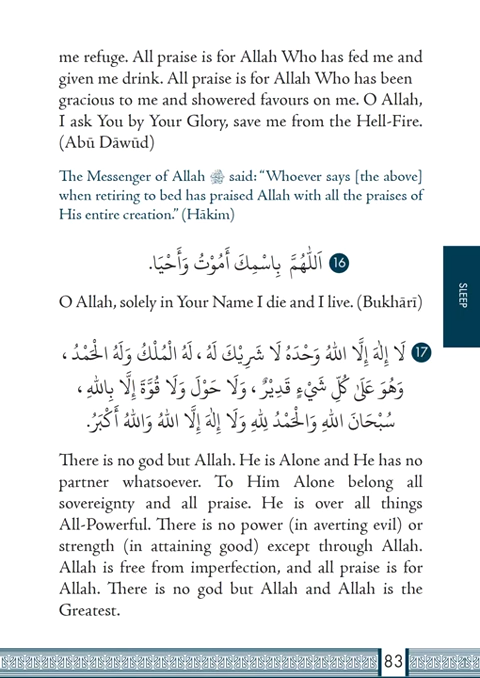 me refuge. All praise is for Allah Who has fed me and
given me drink. All praise is for Allah Who has been
gracious to me and showered favours on me. O Allah,
I ask You by Your Glory, save me from the Hell-Fire.
(Abū Dāwūd)
The Messenger of Allah ﷺ said: “Whoever says [the above]
when retiring to bed has praised Allah with all the praises of
His entire creation.” (Hākim)
16 اَللّٰهُمَّ بِاسْمِكَ أَمُوْتُ وَأَحْيَا.
SLEEP
O Allah, solely in Your Name I die and I live. (Bukhārī)
17 لَا إِلٰهَ إِلَّا اللهُ وَحْدَهُ لَا شَرِيْكَ لَهُ ، لَهُ الْمُلْكُ وَلَهُ الْحَمْدُ ،
وَهُوَ عَلَىٰ كُلِّ شَيْءٍ قَدِيْرٌ ، وَلَا حَوْلَ وَلَا قُوَّةَ إِلَّا بِاللهِ ،
سُبْحَانَ اللهِ وَالْحَمْدُ لِلّٰهِ وَلَا إِلٰهَ إِلَّا اللهُ وَاللهُ أَكْبَرُ.
There is no god but Allah. He is Alone and He has no
partner whatsoever. To Him Alone belong all
sovereignty and all praise. He is over all things
All-Powerful. There is no power (in averting evil) or
strength (in attaining good) except through Allah.
Allah is free from imperfection, and all praise is for
Allah. There is no god but Allah and Allah is the
Greatest.
83